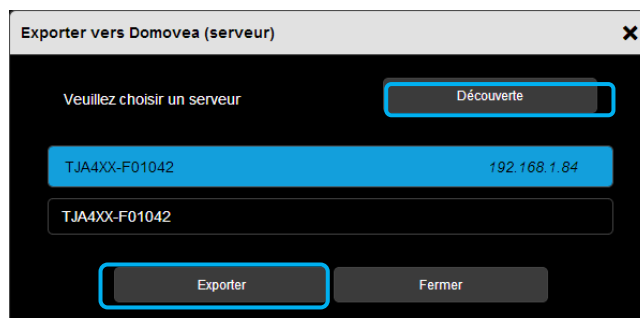 Exporter vers Domovea (serveur)
Veuillez choisir un serveur
Découverte
TJA4XX-F01042 192.168.1.84
TJA4XX-F01042
Exporter Fermer